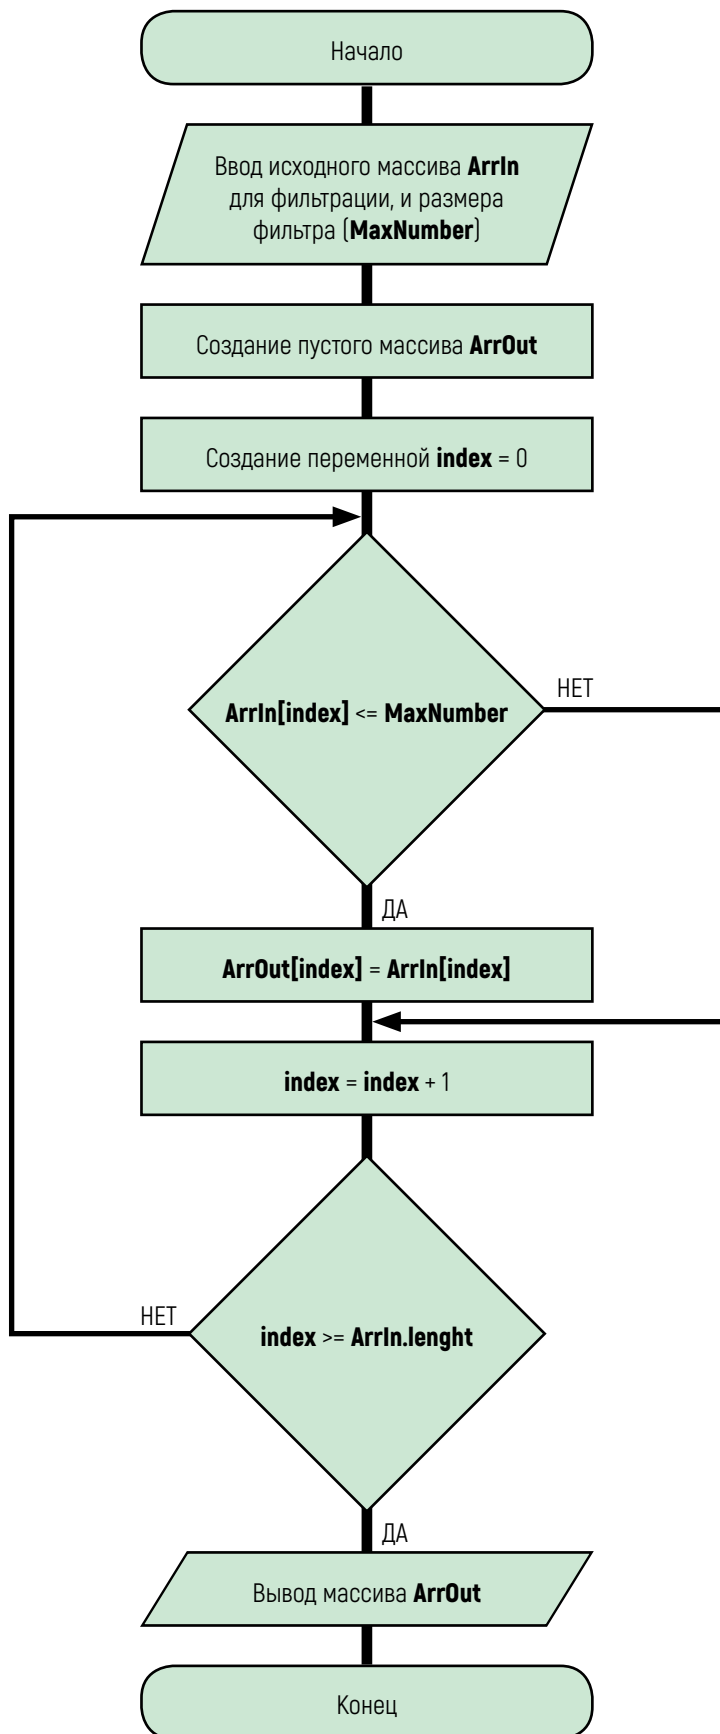 Начало
Ввод исходного массива ArrIn
для фильтрации, и размера
фильтра (MaxNumber)
Создание пустого массива ArrOut
Создание переменной index = 0
ArrIn[index] <= MaxNumber
НЕТ
ДА
ArrOut[index] = ArrIn[index]
index = index + 1
НЕТ
index >= ArrIn.lenght
ДА
Вывод массива ArrOut
Конец